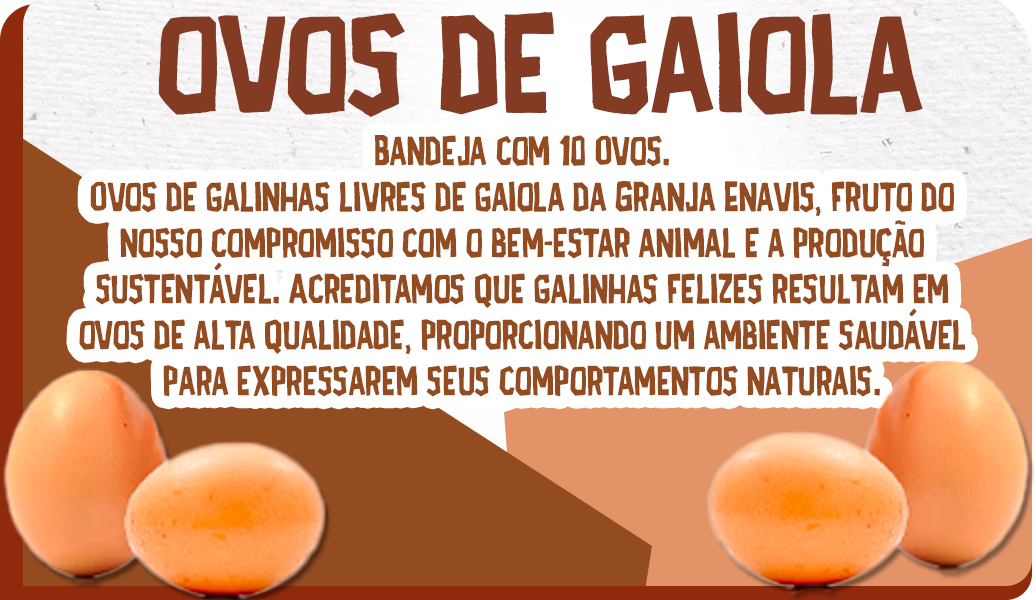 OVOS DE GAIOLA
BANDEJA COM 10 OVOS.
OVOS DE GALINHAS LIVRES DE GAIOLA DA GRANJA ENAVIS, FRUTO DO
NOSSO COMPROMISSO COM O BEM-ESTAR ANIMAL E A PRODUÇÃO
SUSTENTÁVEL. ACREDITAMOS QUE GALINHAS FELIZES RESULTAM EM
OVOS DE ALTA QUALIDADE, PROPORCIONANDO UM AMBIENTE SAUDÁVEL
PARA EXPRESSAREM SEUS COMPORTAMENTOS NATURAIS.